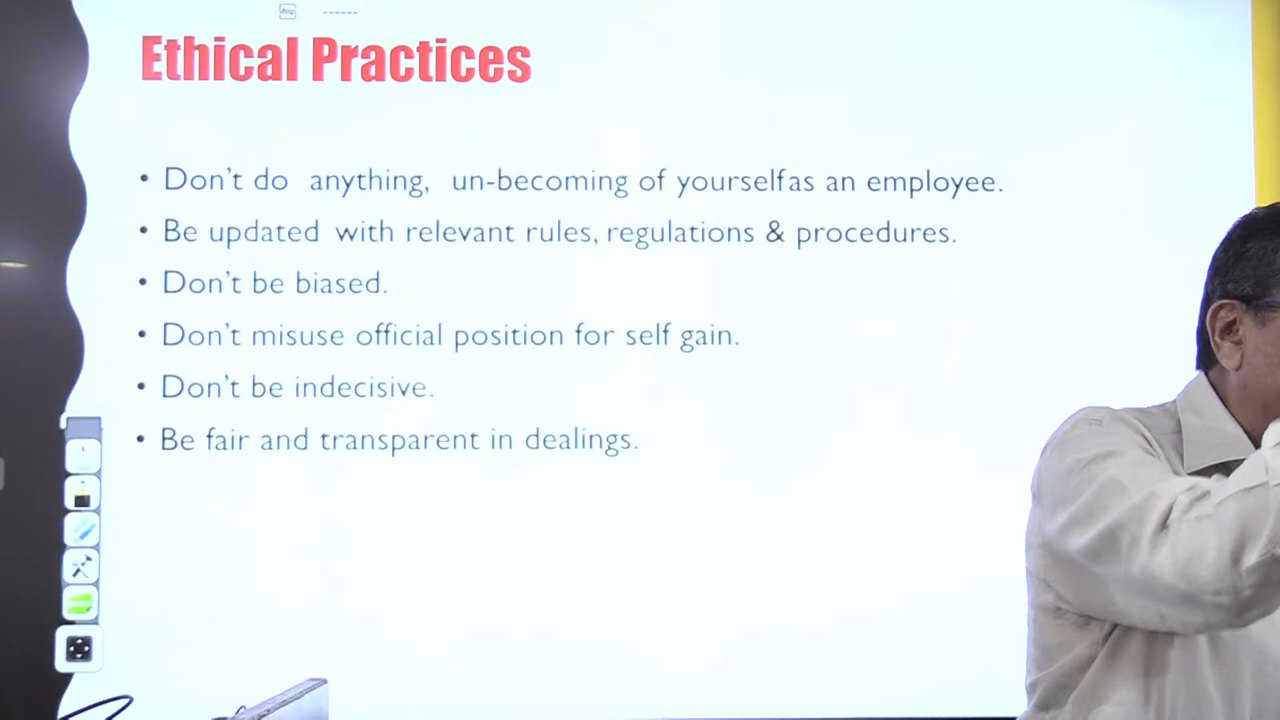 Ethical Practices
• Don't do anything, un-becoming of yourselfas an employee.
• Be updated with relevant rules, regulations & procedures.
• Don't be biased.
• Don't misuse official position for self gain.
• Don't be indecisive.
• Be fair and transparent in dealings.